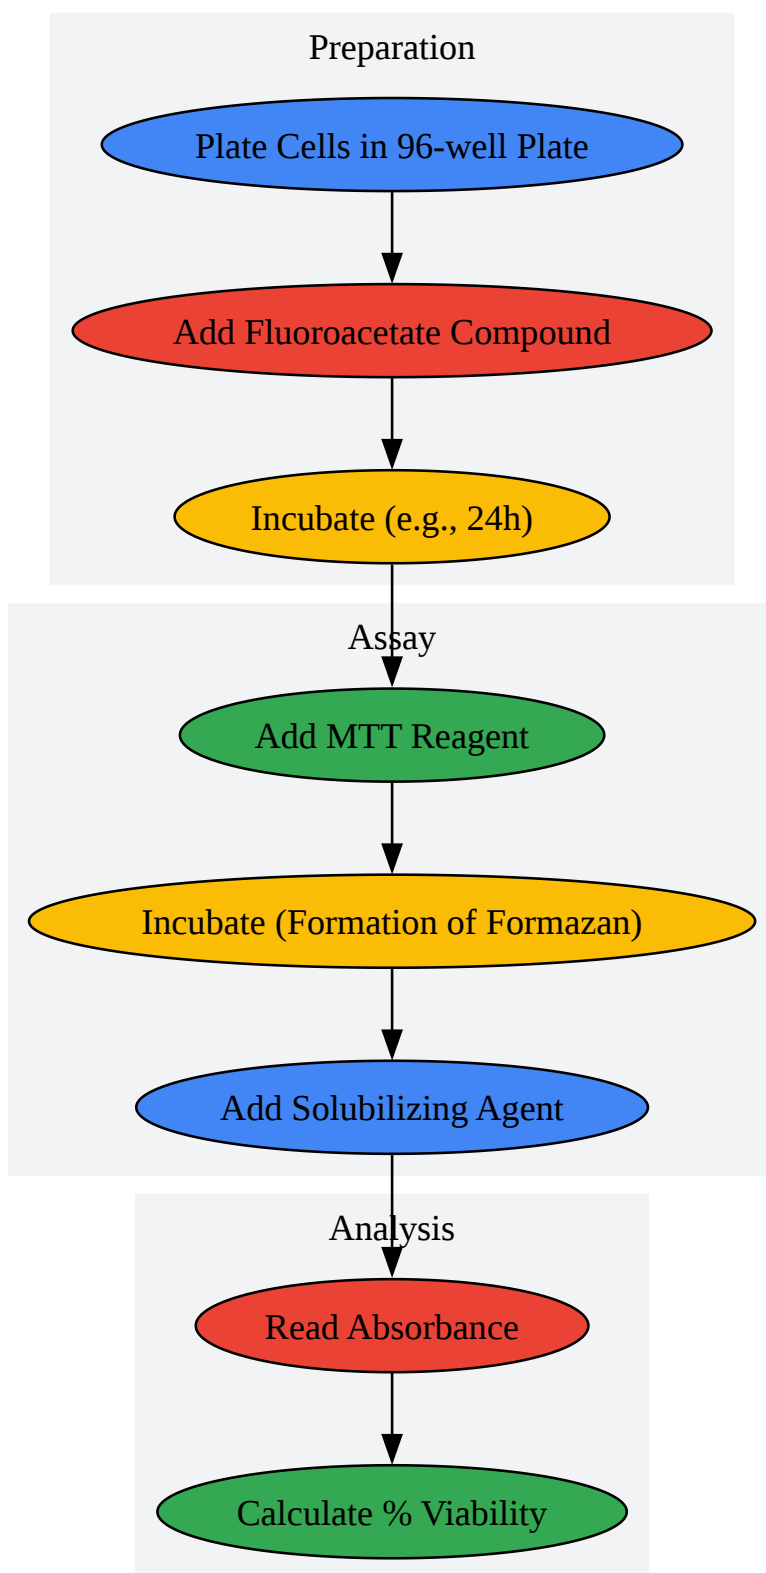 Preparation
Plate Cells in 96-well Plate
Add Fluoroacetate Compound
Incubate (e.g., 24h)
Assay
Add MTT Reagent
Incubate (Formation of Formazan)
Add Solubilizing Agent
Analysis
Read Absorbance
Calculate % Viability